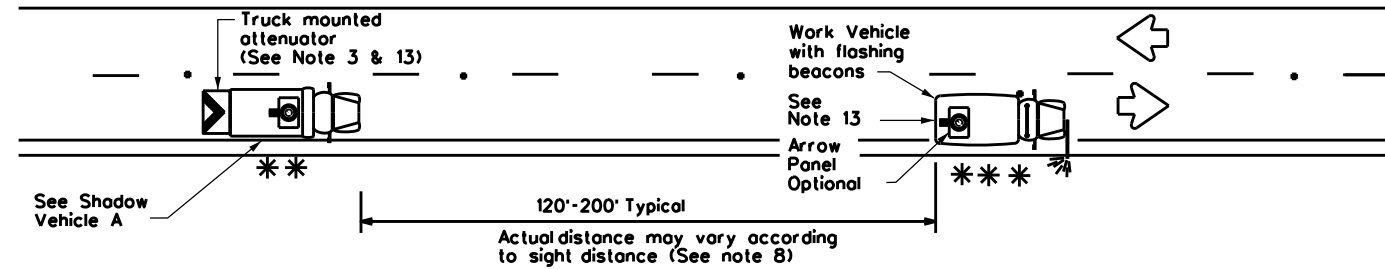 Truck mounted
attenuator
(See Note 3 & 13)
Work Vehicle
with flashing
beacons
See
Note 13
Arrow
Panel
Optional
See Shadow
Vehicle A
120'-200' Typical
Actual distance may vary according
to sight distance (See note 8)